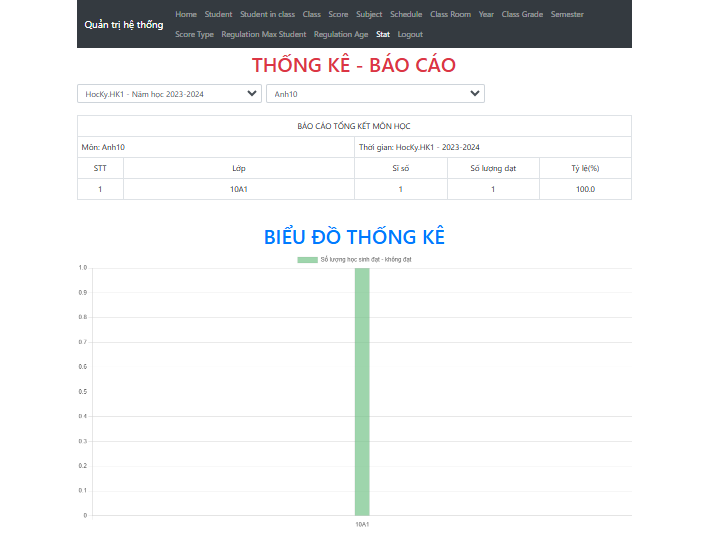 Quản trị hệ thống
Home Student Student in class Class Score Subject Schedule Class Room Year Class Grade Semester
Score Type Regulation Max Student Regulation Age Stat Logout
THỐNG KÊ - BÁO CÁO
HocKy.HK1 - Năm học 2023-2024 Anh10
BÁO CÁO TỔNG KẾT MÔN HỌC
Môn: Anh10 Thời gian: HocKy.HK1 - 2023-2024
STT Lớp Sĩ số Số lượng đạt Tỷ lệ(%)
1 10A1 1 1 100.0
BIỂU ĐỒ THỐNG KÊ
Số lượng học sinh đạt - không đạt
1.0
0.9
0.8
0.7
0.6
0.5
0.4
0.3
0.2
0.1
0
10A1